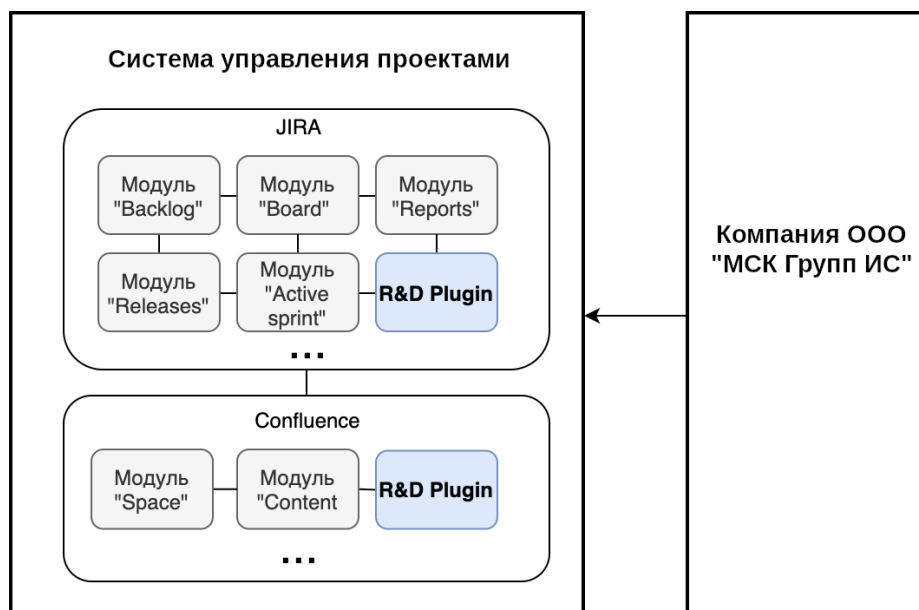 Система управления проектами
JIRA
Модуль
"Backlog"
Модуль
"Board"
Модуль
"Reports"
Модуль
"Releases"
Модуль
"Active
sprint"
R&D Plugin
...
Confluence
Модуль
"Space"
Модуль
"Content
R&D Plugin
...
Компания ООО
"МСК Групп ИС"